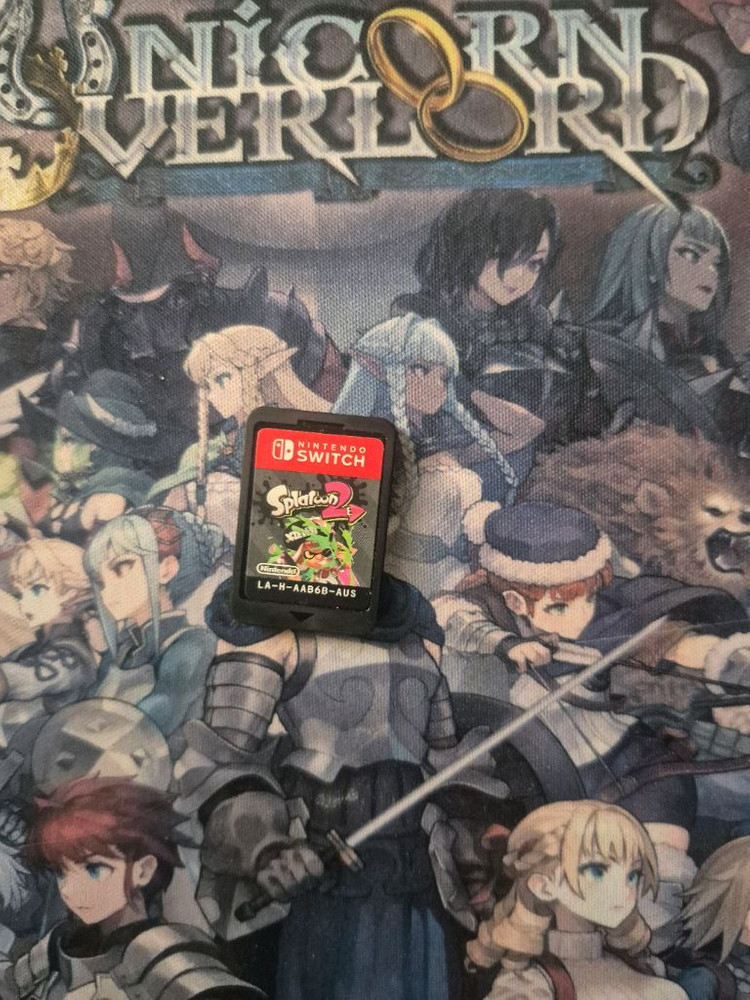 UNICORN
OVERLORD
NINTENDO
SWITCH
Splatoon 2
Nintendo
LA-H-AAB6B-AUS